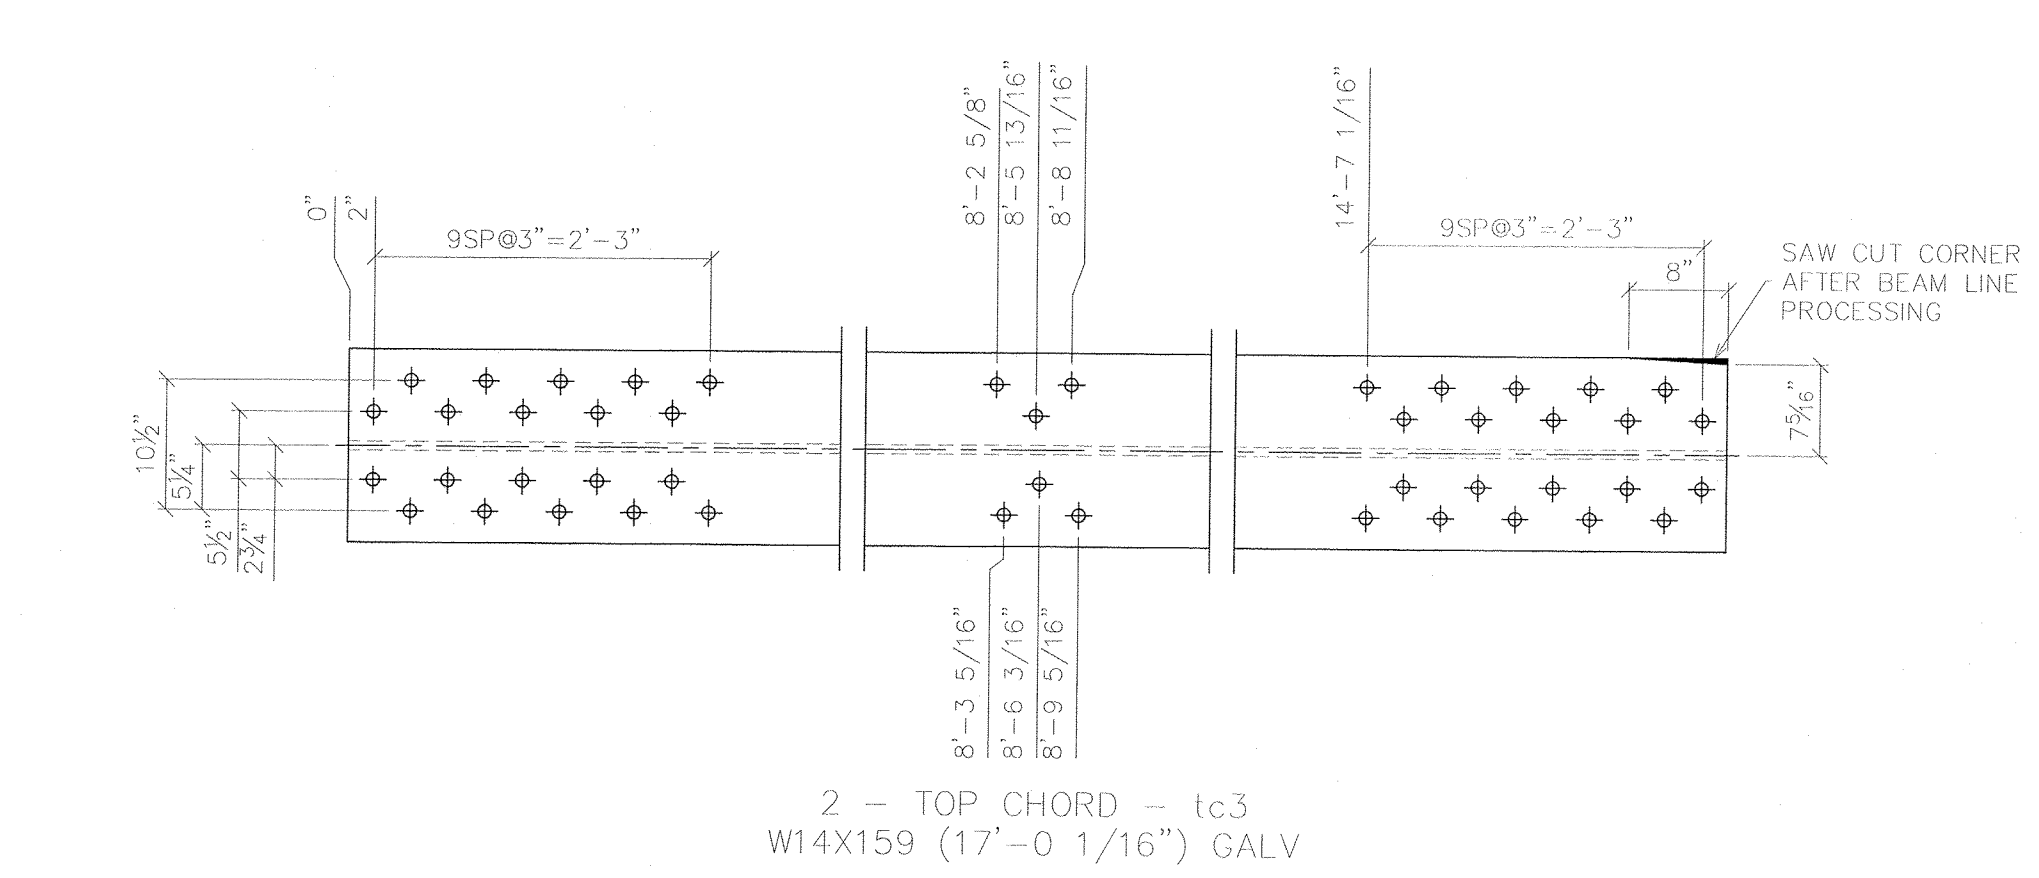 0"
2"
9SP@3"=2'-3"
8'-2 5/8"
8'-5 13/16"
8'-8 11/16"
14'-7 1/16"
9SP@3"=2'-3"
8"
SAW CUT CORNER
AFTER BEAM LINE
PROCESSING
10½"
5¼"
5½"
2¾"
7 5/16"
8'-3 5/16"
8'-6 3/16"
8'-9 5/16"
2 - TOP CHORD - tc3
W14X159 (17'-0 1/16") GALV